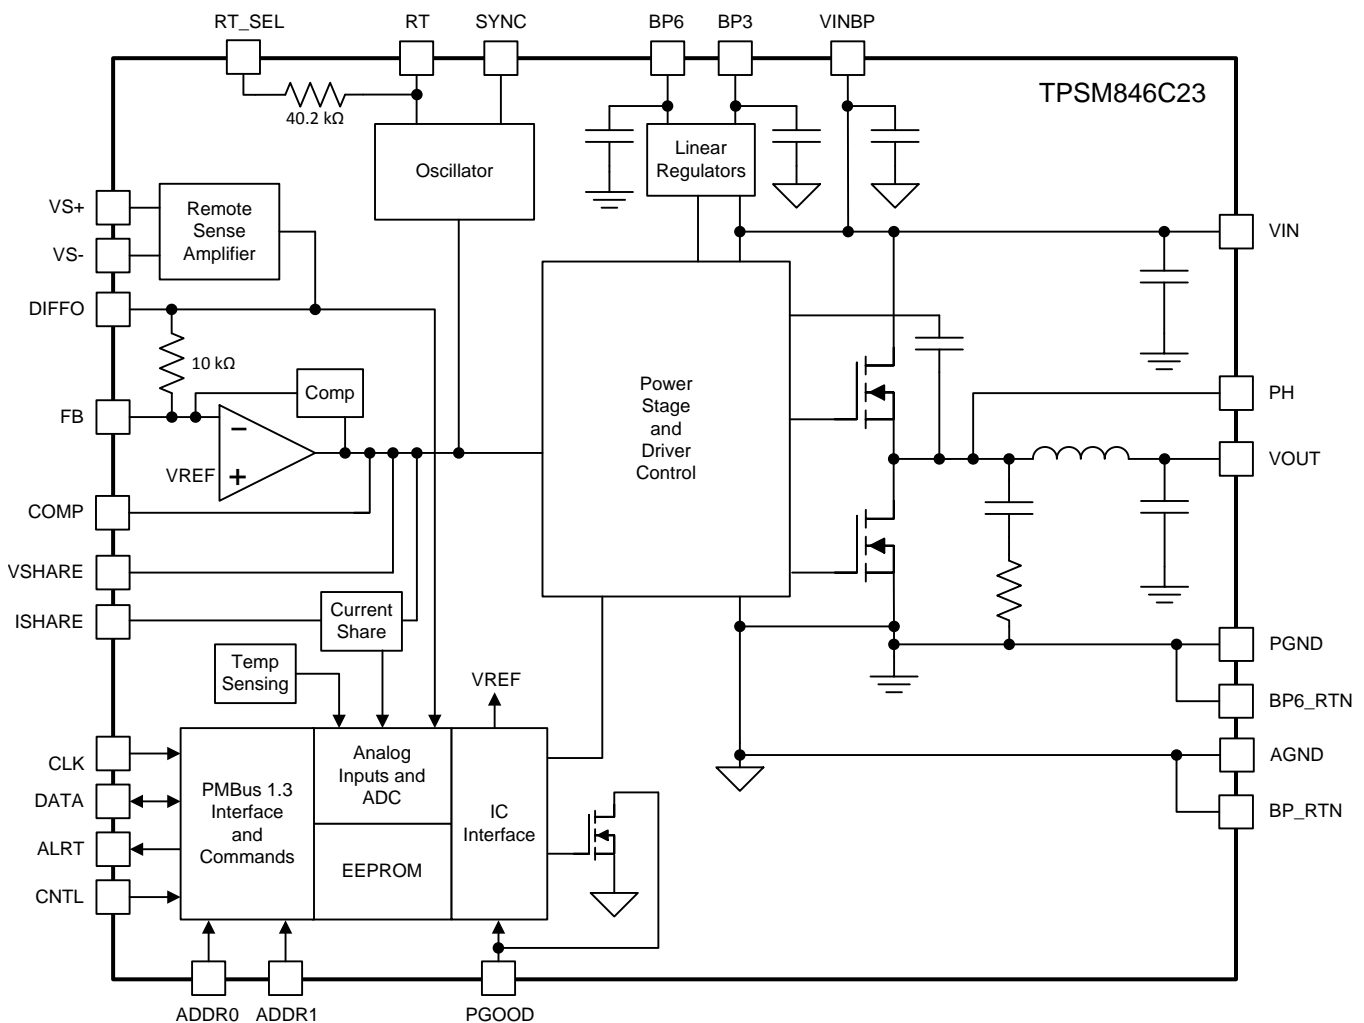 RT_SEL
RT
SYNC
BP6
BP3
VINBP
TPSM846C23
40.2 kΩ
Oscillator
Linear
Regulators
VS+
VS-
Remote
Sense
Amplifier
VIN
DIFFO
10 kΩ
Comp
FB
−
+
VREF
Power
Stage
and
Driver
Control
PH
VOUT
COMP
VSHARE
ISHARE
Current
Share
Temp
Sensing
VREF
PGND
BP6_RTN
AGND
BP_RTN
CLK
DATA
ALRT
CNTL
PMBus 1.3
Interface
and
Commands
Analog
Inputs and
ADC
EEPROM
IC
Interface
ADDR0
ADDR1
PGOOD